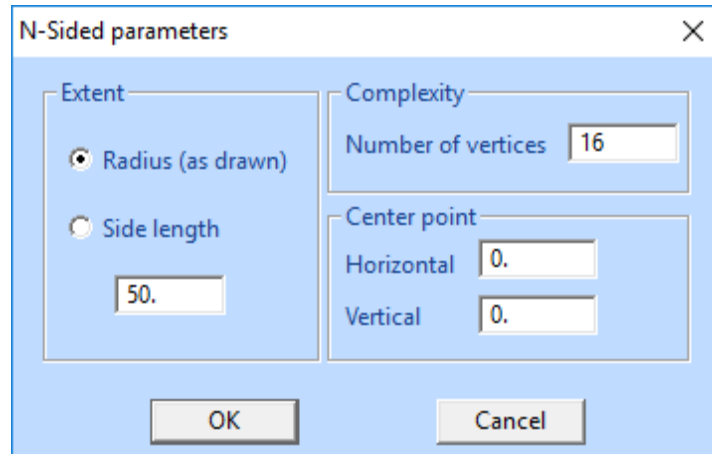 N-Sided parameters
Extent
Radius (as drawn)
Side length
50.
Complexity
Number of vertices 16
Center point
Horizontal 0.
Vertical 0.
OK
Cancel